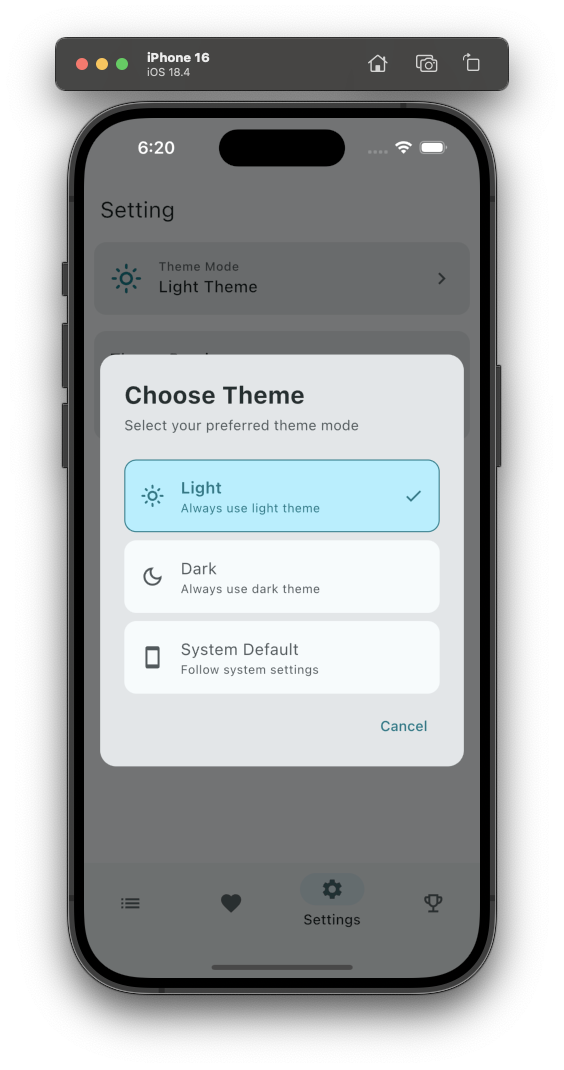 iPhone 16
iOS 18.4
6:20
Setting
Theme Mode
Light Theme
Choose Theme
Select your preferred theme mode
Light
Always use light theme
Dark
Always use dark theme
System Default
Follow system settings
Cancel
Settings